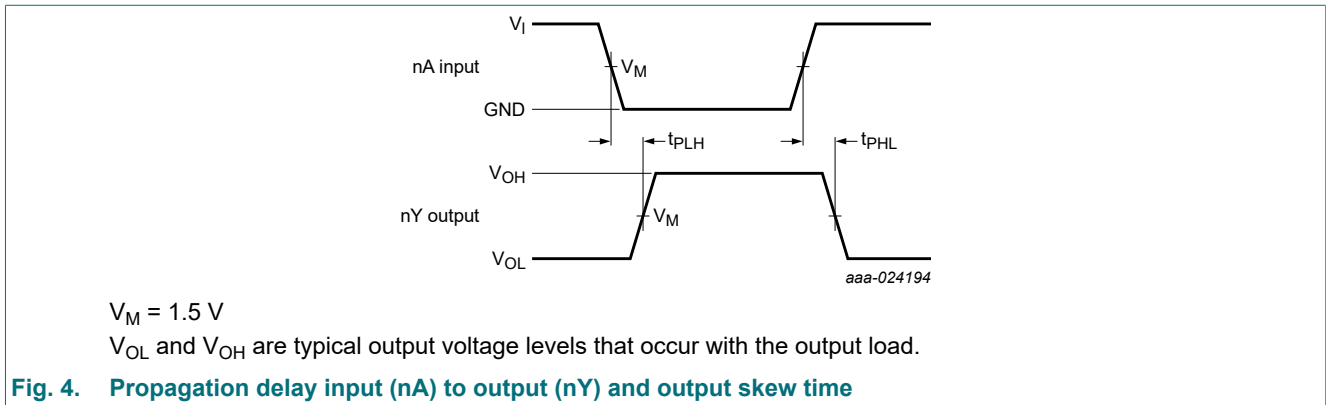 V_I
nA input
V_M
GND
t_PLH
t_PHL
V_OH
nY output
V_M
V_OL
aaa-024194
V_M = 1.5 V
V_OL and V_OH are typical output voltage levels that occur with the output load.
Fig. 4. Propagation delay input (nA) to output (nY) and output skew time